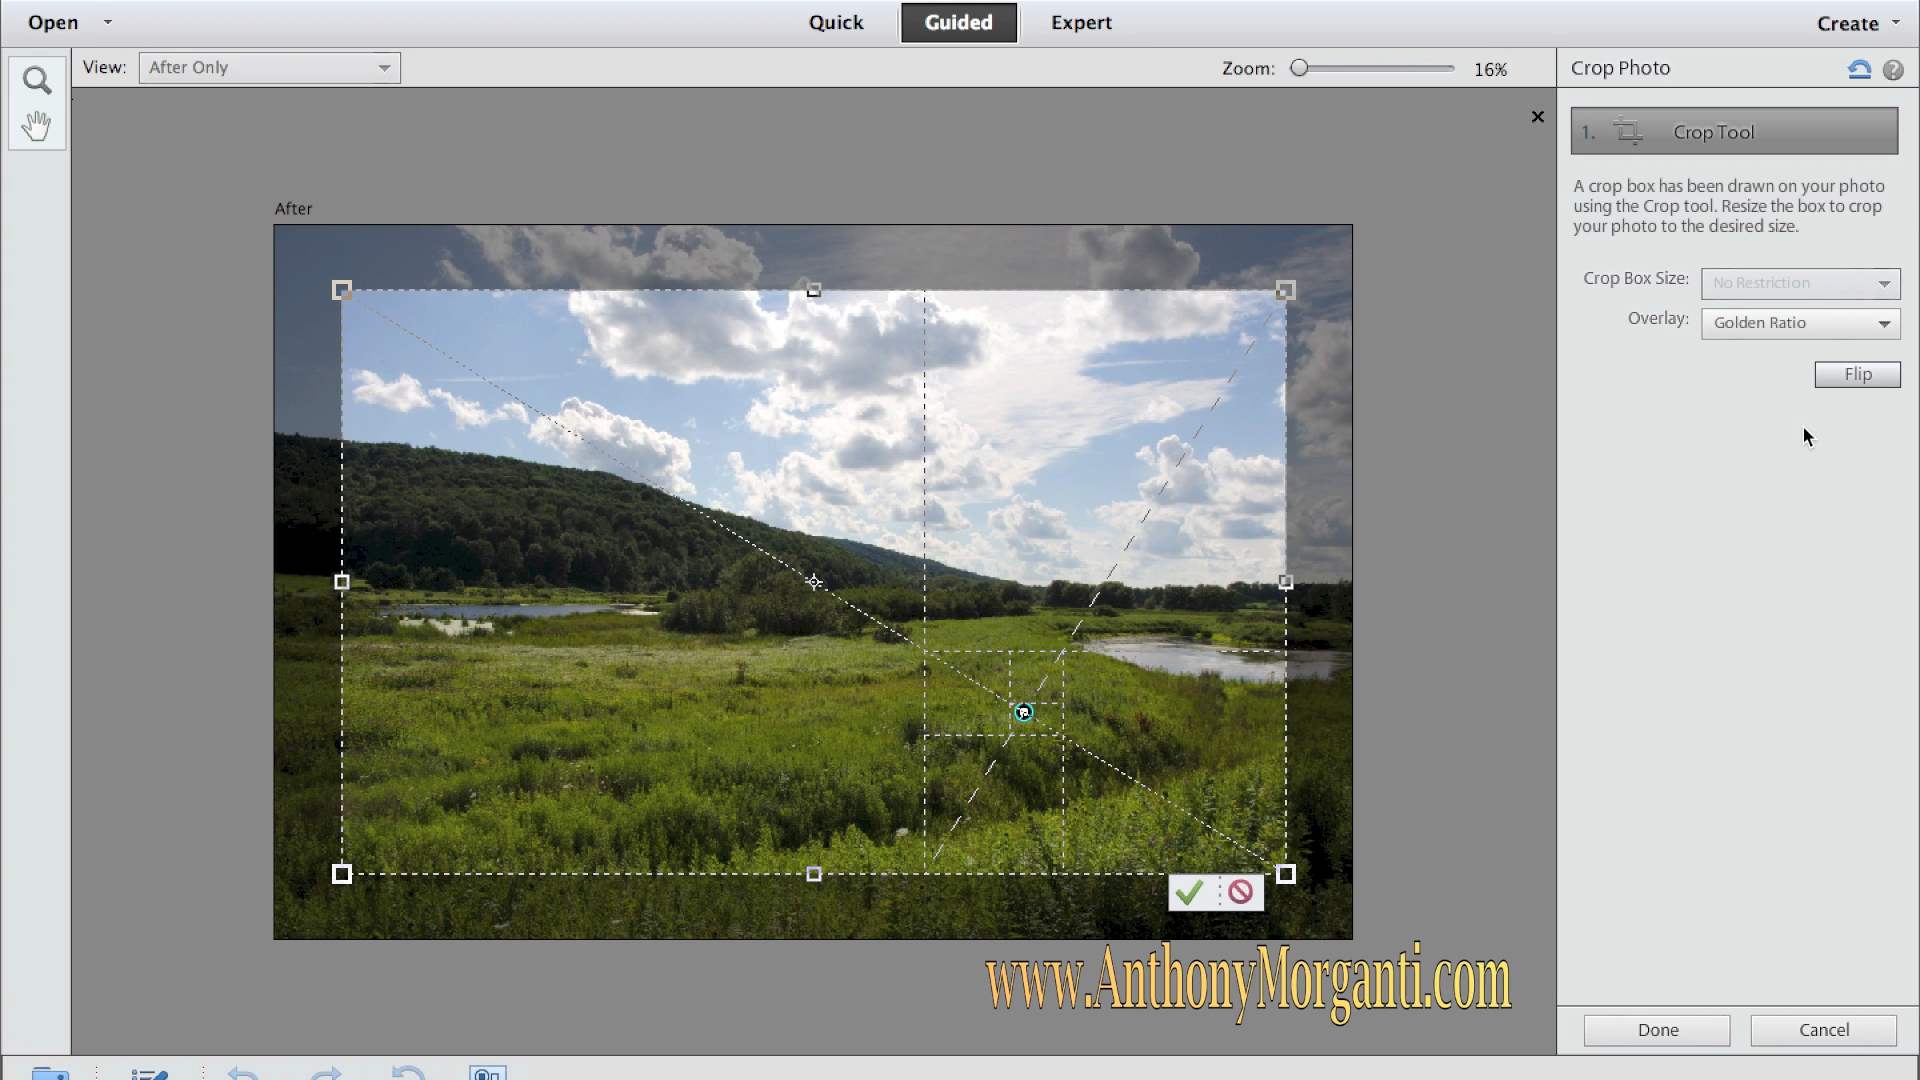 Open
Quick
Guided
Expert
Create
View:
After Only
Zoom:
16%
Crop Photo
1.
Crop Tool
A crop box has been drawn on your photo
using the Crop tool. Resize the box to crop
your photo to the desired size.
Crop Box Size:
No Restriction
Overlay:
Golden Ratio
Flip
After
www.AnthonyMorganti.com
Done
Cancel